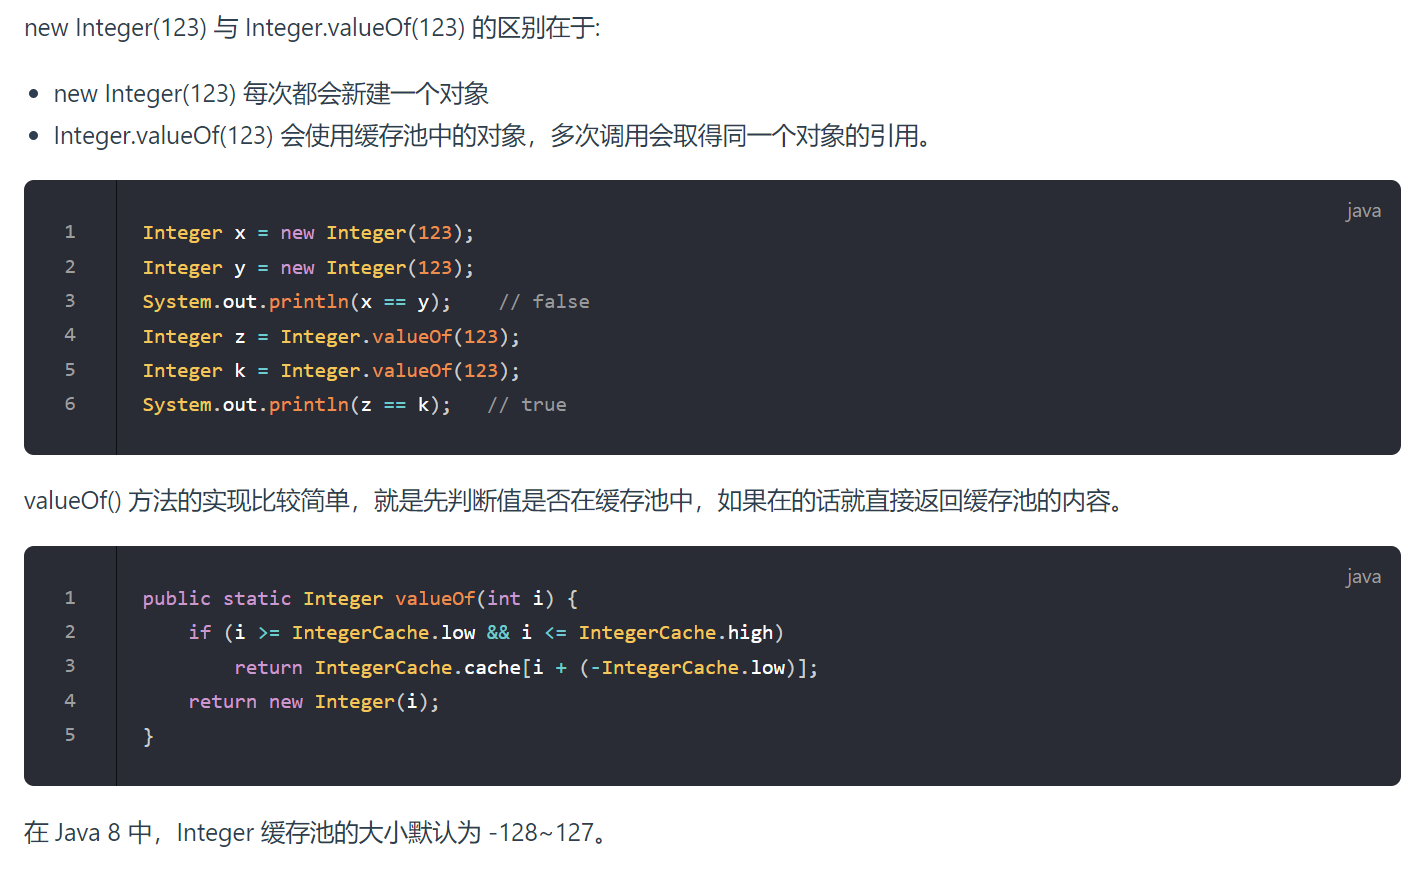 new Integer(123) 与 Integer.valueOf(123) 的区别在于:
new Integer(123) 每次都会新建一个对象
Integer.valueOf(123) 会使用缓存池中的对象，多次调用会取得同一个对象的引用。
java
1 Integer x = new Integer(123);
2 Integer y = new Integer(123);
3 System.out.println(x == y);    // false
4 Integer z = Integer.valueOf(123);
5 Integer k = Integer.valueOf(123);
6 System.out.println(z == k);   // true
valueOf() 方法的实现比较简单，就是先判断值是否在缓存池中，如果在的话就直接返回缓存池的内容。
java
1 public static Integer valueOf(int i) {
2     if (i >= IntegerCache.low && i <= IntegerCache.high)
3         return IntegerCache.cache[i + (-IntegerCache.low)];
4     return new Integer(i);
5 }
在 Java 8 中，Integer 缓存池的大小默认为 -128~127。